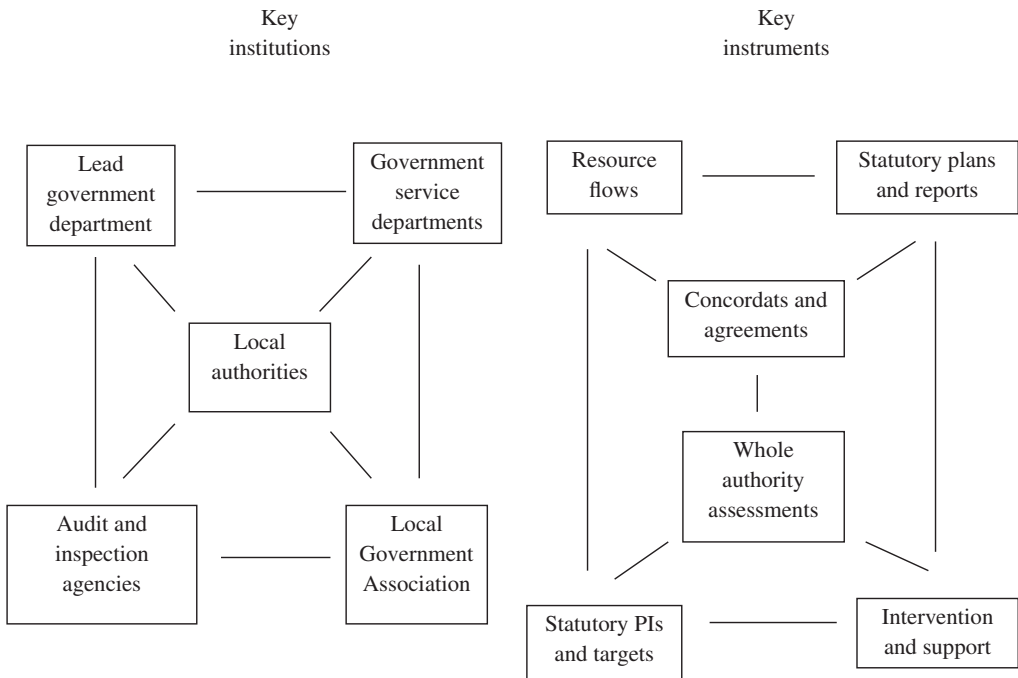 Key
institutions
Key
instruments
Lead
government
department
Government
service
departments
Local
authorities
Audit and
inspection
agencies
Local
Government
Association
Resource
flows
Statutory plans
and reports
Concordats and
agreements
Whole
authority
assessments
Statutory PIs
and targets
Intervention
and support